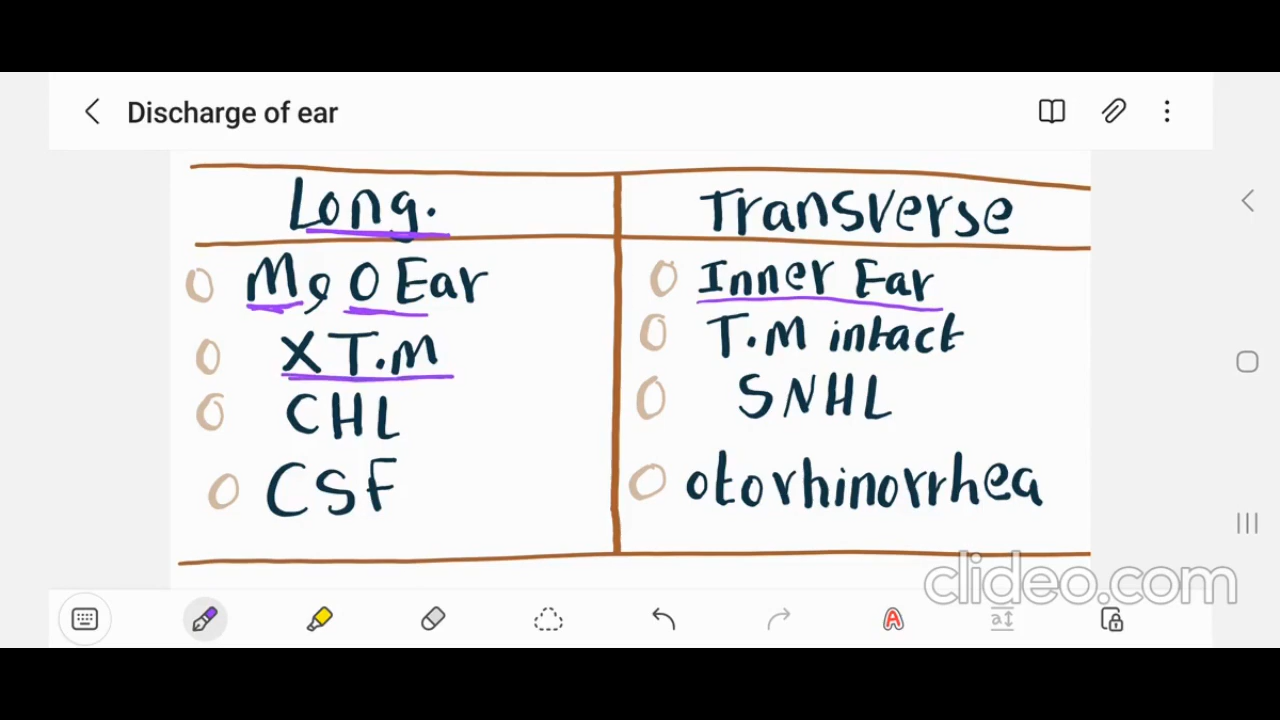 Discharge of ear
Long. Transverse
M, O Ear Inner Ear
X T.M T.M intact
CHL SNHL
CSF otorhinorrhea
clideo.com
A a